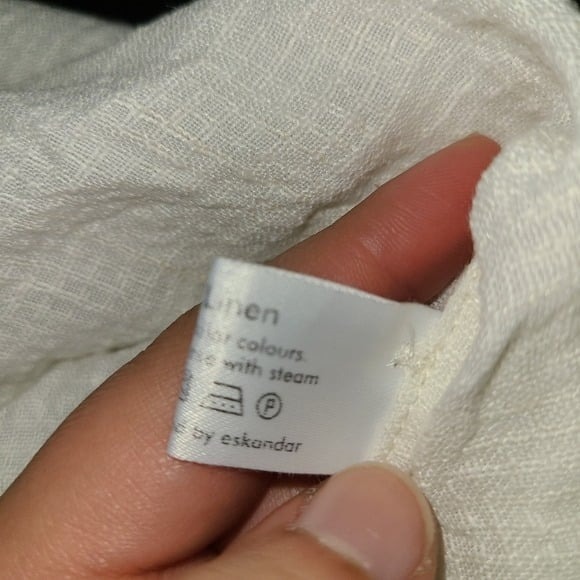 Linen
colours.
with steam
P
by eskandar